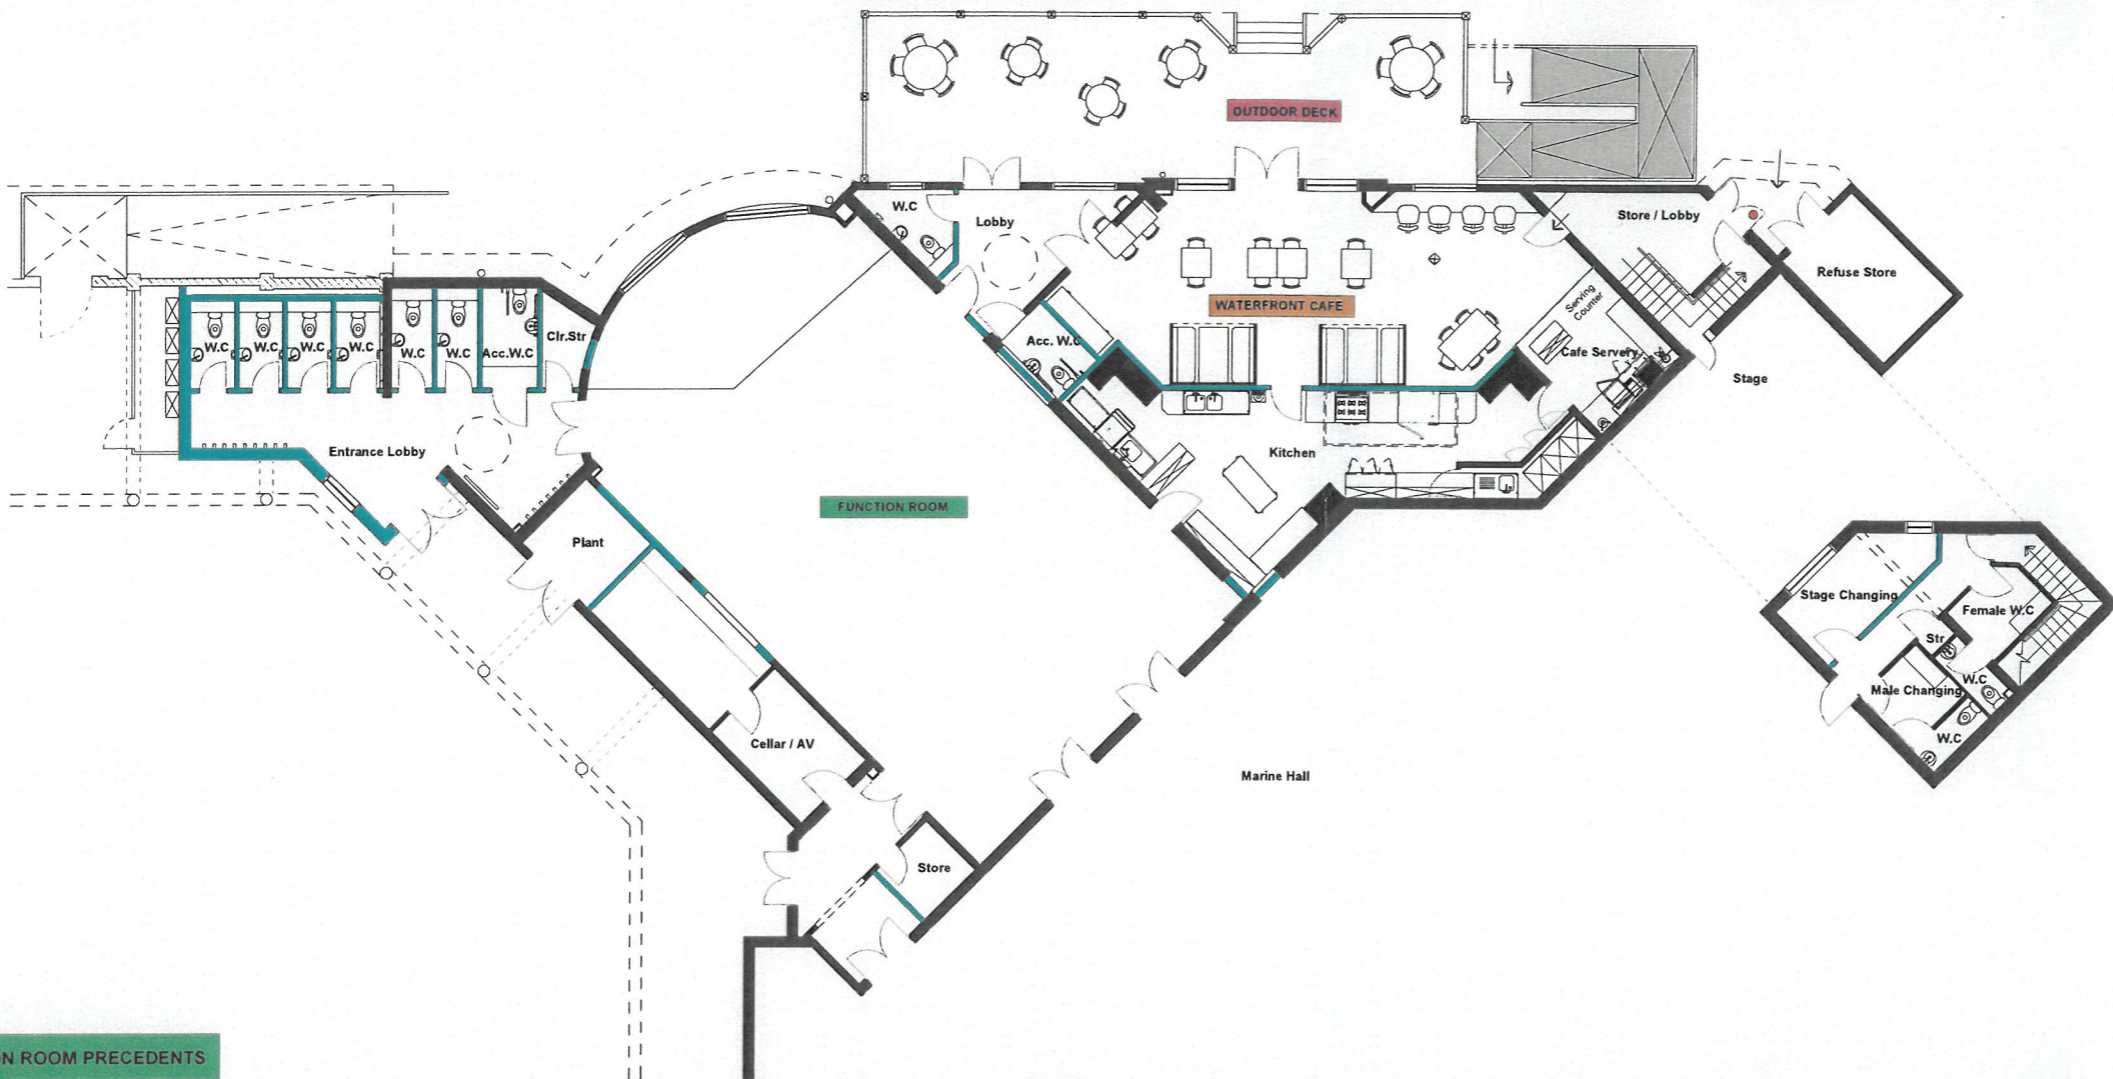 OUTDOOR DECK
W.C
Lobby
Store / Lobby
Refuse Store
WATERFRONT CAFE
Serving
Counter
W.C
W.C
W.C
W.C
W.C
W.C
Acc.W.C
Clr.Str
Acc. W.C
Cafe Servery
Stage
Entrance Lobby
Kitchen
FUNCTION ROOM
Plant
Stage Changing
Female W.C
Str
W.C
Male Changing
W.C
Cellar / AV
Marine Hall
Store
ON ROOM PRECEDENTS